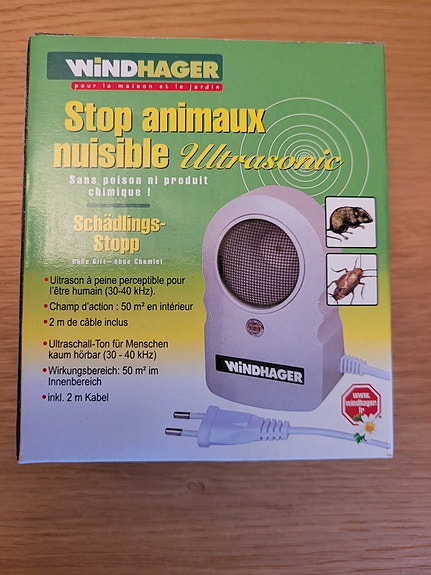 WiNDHAGER
pour la maison et le jardin
Stop animaux
nuisible Ultrasonic
Sans poison ni produit
chimique !
Schädlings-
Stopp
ohne Gift – ohne Chemie!
• Ultrason à peine perceptible pour
l'être humain (30-40 kHz).
• Champ d'action : 50 m² en intérieur
• 2 m de câble inclus
• Ultraschall-Ton für Menschen
kaum hörbar (30 - 40 kHz)
• Wirkungsbereich: 50 m² im
Innenbereich
• inkl. 2 m Kabel
WiNDHAGER
www.
windhager.
fr